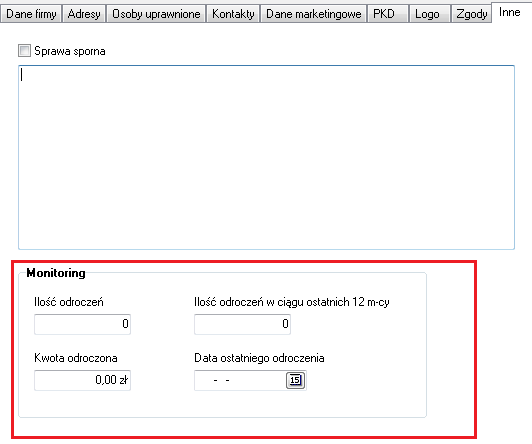 Dane firmy Adresy Osoby uprawnione Kontakty Dane marketingowe PKD Logo Zgody Inne
Sprawa sporna
Monitoring
Ilość odroczeń Ilość odroczeń w ciągu ostatnich 12 m-cy
0 0
Kwota odroczona Data ostatniego odroczenia
0,00 zł - - 15